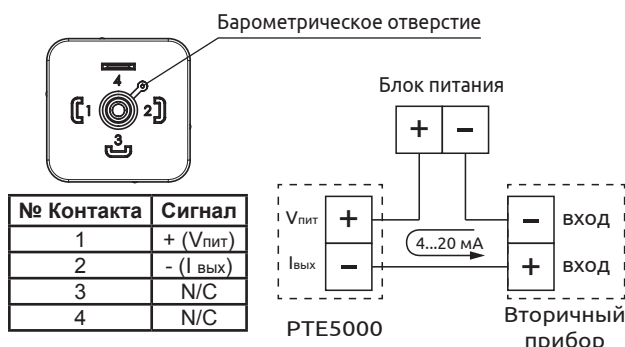 Барометрическое отверстие
4
1
2
3
№ Контакта Сигнал
1 + (Vпит)
2 - (I вых)
3 N/C
4 N/C
Блок питания
+ −
Vпит + − вход
4...20 мА
Iвых − + вход
PTE5000
Вторичный
прибор